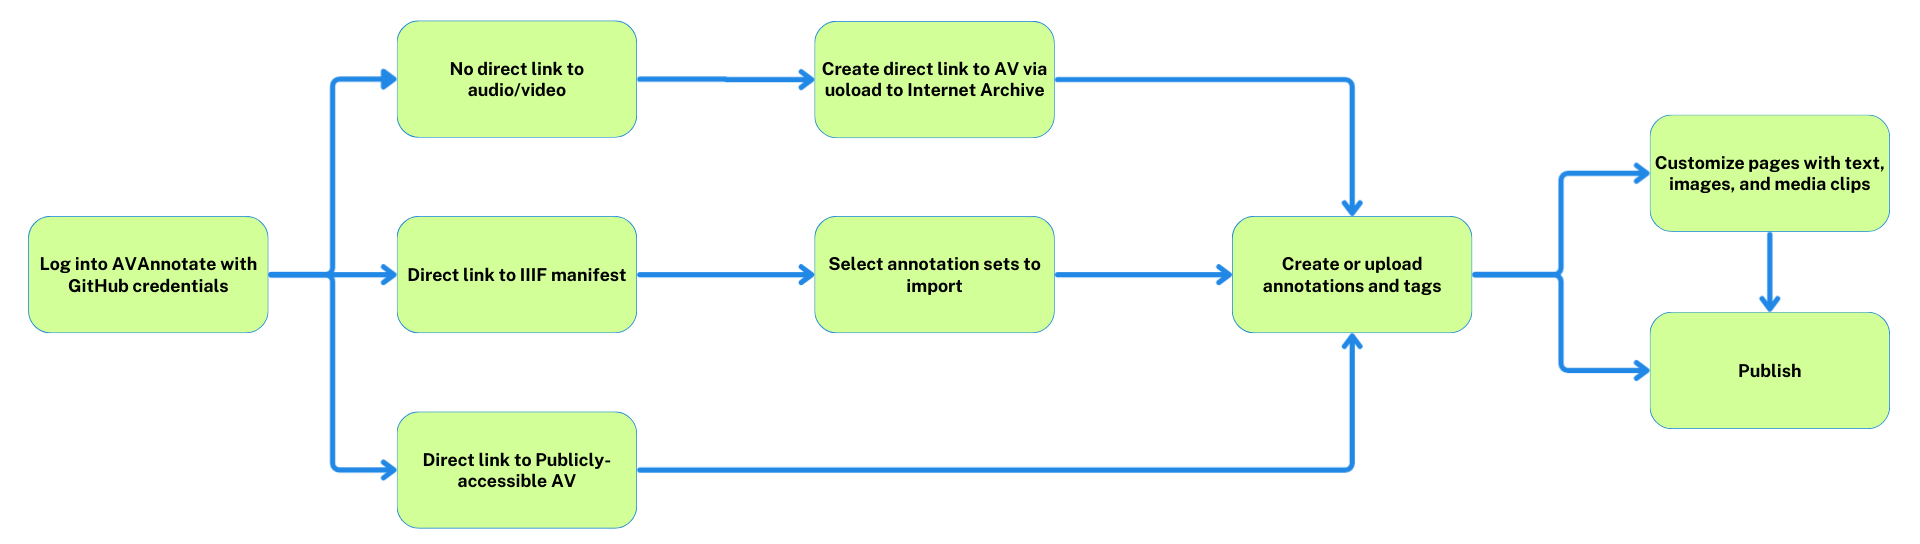 No direct link to
audio/video
Create direct link to AV via
uoload to Internet Archive
Customize pages with text,
images, and media clips
Log into AVAnnotate with
GitHub credentials
Direct link to IIIF manifest
Select annotation sets to
import
Create or upload
annotations and tags
Publish
Direct link to Publicly-
accessible AV